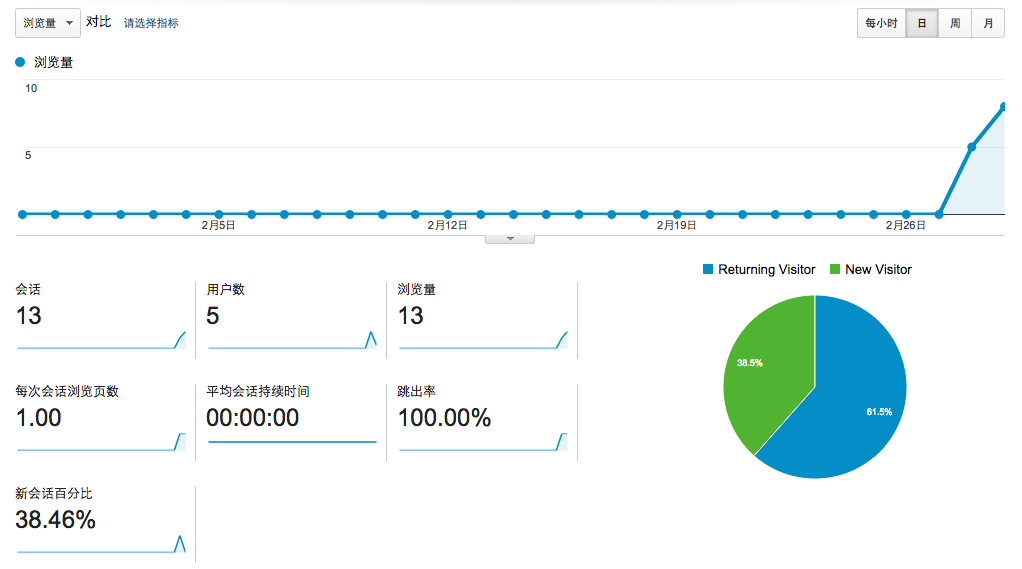 浏览量 对比 请选择指标 每小时 日 周 月
浏览量
10
5
2月5日 2月12日 2月19日 2月26日
Returning Visitor New Visitor
会话 用户数 浏览量
13 5 13
38.5%
61.5%
每次会话浏览页数 平均会话持续时间 跳出率
1.00 00:00:00 100.00%
新会话百分比
38.46%